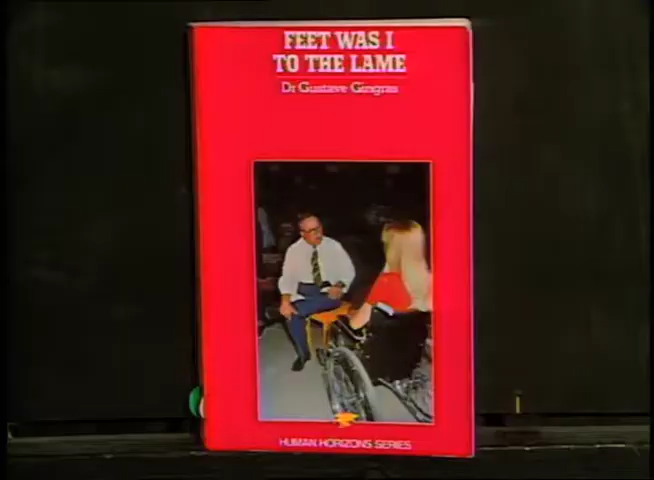 FEET WAS I
TO THE LAME
Dr Gustave Gingras
HUMAN HORIZONS SERIES